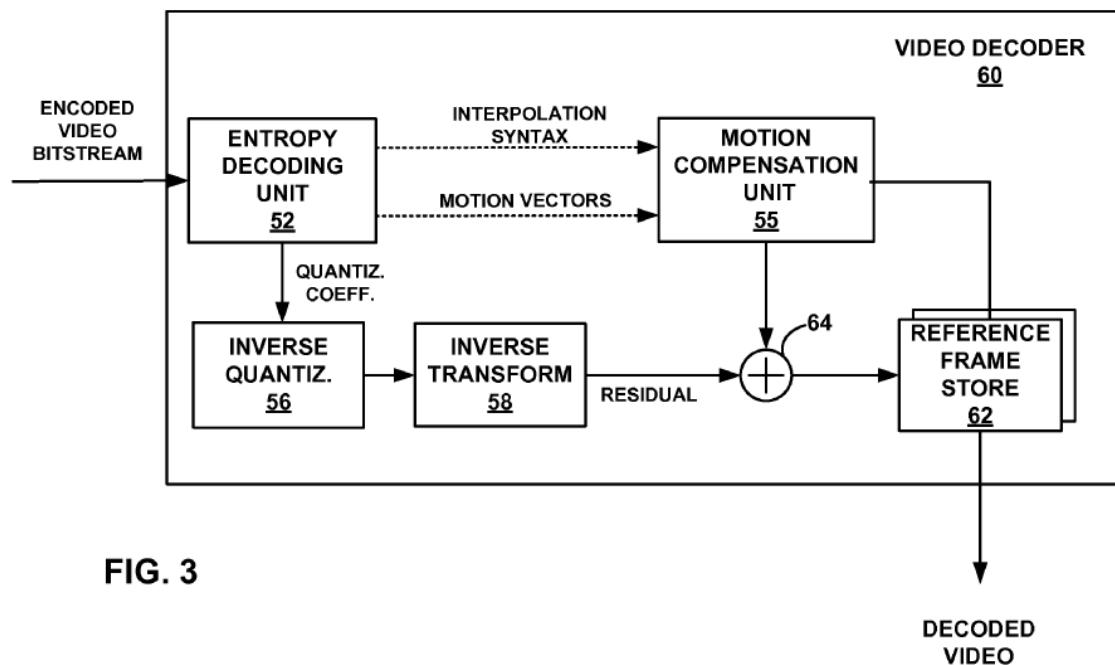 VIDEO DECODER
60
ENCODED
VIDEO
BITSTREAM
ENTROPY
DECODING
UNIT
52
INTERPOLATION
SYNTAX
MOTION VECTORS
MOTION
COMPENSATION
UNIT
55
QUANTIZ.
COEFF.
INVERSE
QUANTIZ.
56
INVERSE
TRANSFORM
58
RESIDUAL
64
REFERENCE
FRAME
STORE
62
FIG. 3
DECODED
VIDEO